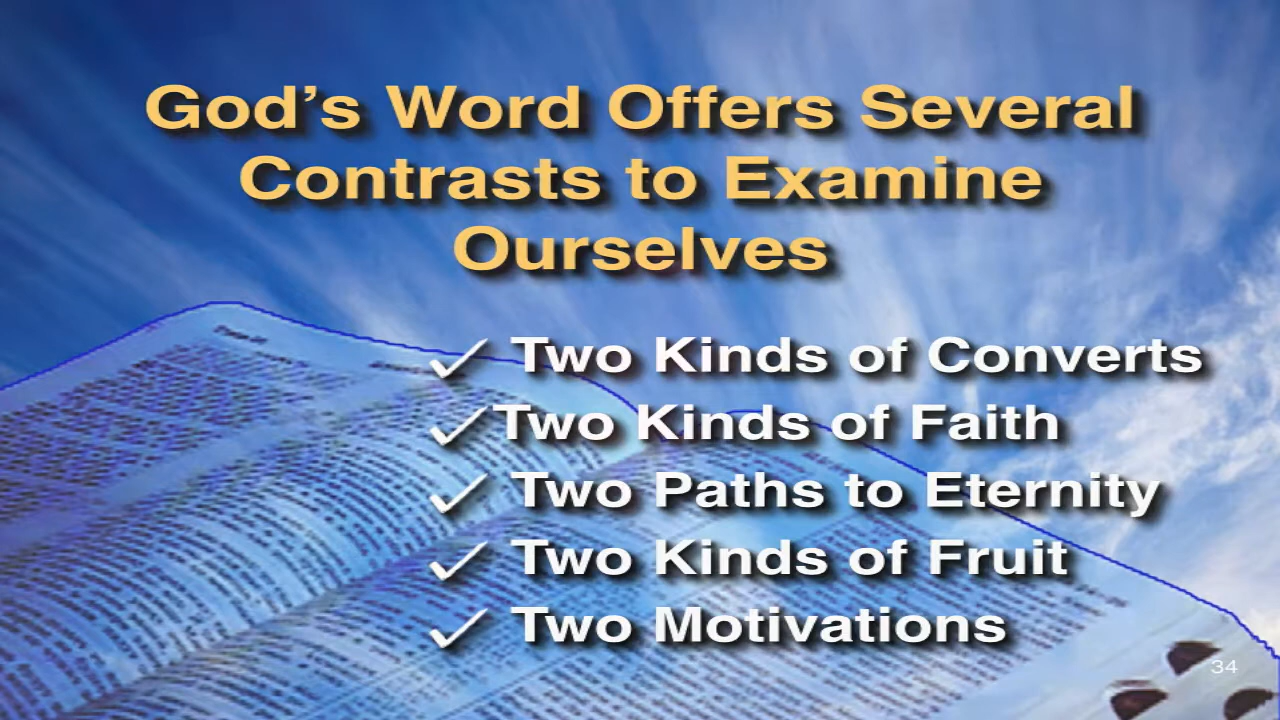 God’s Word Offers Several
Contrasts to Examine
Ourselves
✓ Two Kinds of Converts
✓ Two Kinds of Faith
✓ Two Paths to Eternity
✓ Two Kinds of Fruit
✓ Two Motivations
34